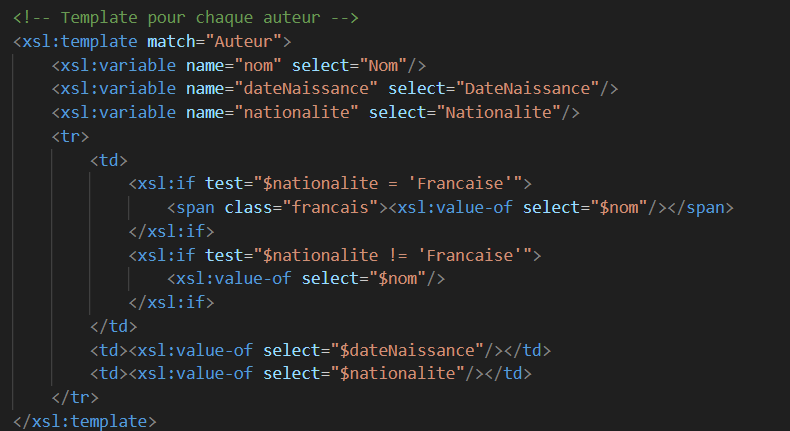 <!-- Template pour chaque auteur -->
<xsl:template match="Auteur">
    <xsl:variable name="nom" select="Nom"/>
    <xsl:variable name="dateNaissance" select="DateNaissance"/>
    <xsl:variable name="nationalite" select="Nationalite"/>
    <tr>
        <td>
            <xsl:if test="$nationalite = 'Francaise'">
                <span class="francais"><xsl:value-of select="$nom"/></span>
            </xsl:if>
            <xsl:if test="$nationalite != 'Francaise'">
                <xsl:value-of select="$nom"/>
            </xsl:if>
        </td>
        <td><xsl:value-of select="$dateNaissance"/></td>
        <td><xsl:value-of select="$nationalite"/></td>
    </tr>
</xsl:template>